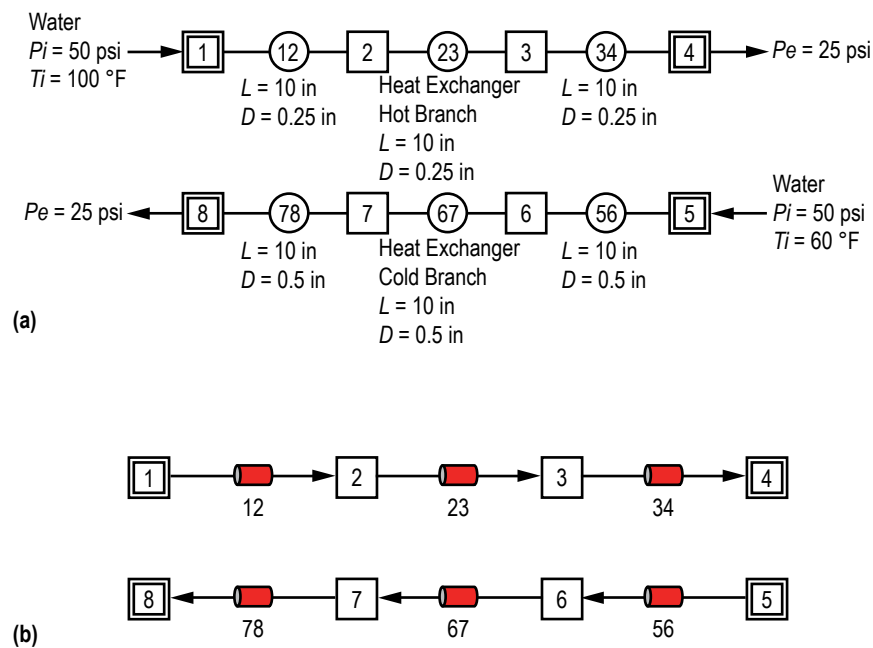 Water
Pi = 50 psi
Ti = 100 °F
1
12
2
23
3
34
4
Pe = 25 psi
L = 10 in
D = 0.25 in
Heat Exchanger
Hot Branch
L = 10 in
D = 0.25 in
L = 10 in
D = 0.25 in
Pe = 25 psi
8
78
7
67
6
56
5
Water
Pi = 50 psi
Ti = 60 °F
L = 10 in
D = 0.5 in
Heat Exchanger
Cold Branch
L = 10 in
D = 0.5 in
L = 10 in
D = 0.5 in
(a)
1
2
3
4
12
23
34
8
7
6
5
78
67
56
(b)